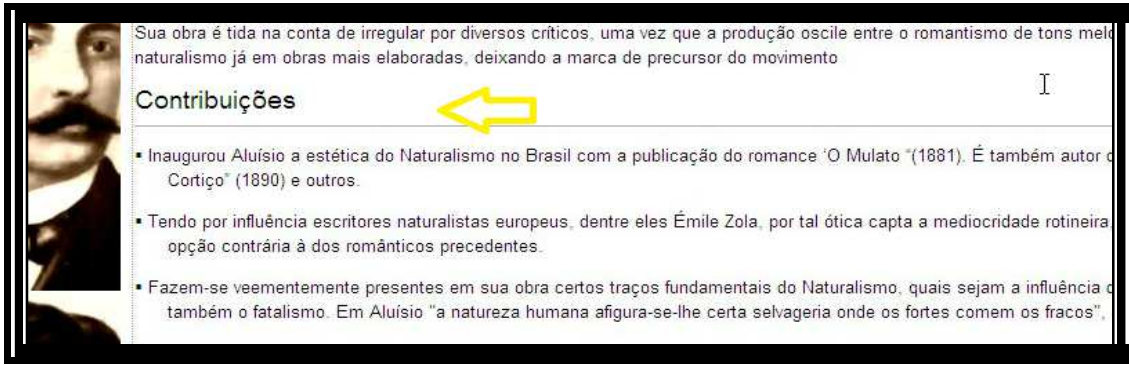 Sua obra é tida na conta de irregular por diversos críticos, uma vez que a produção oscile entre o romantismo de tons
naturalismo já em obras mais elaboradas, deixando a marca de precursor do movimento
Contribuições
▪ Inaugurou Aluísio a estética do Naturalismo no Brasil com a publicação do romance 'O Mulato "(1881). É também autor
Cortiço" (1890) e outros.
▪ Tendo por influência escritores naturalistas europeus, dentre eles Émile Zola, por tal ótica capta a mediocridade rotineira,
opção contrária à dos românticos precedentes.
▪ Fazem-se veementemente presentes em sua obra certos traços fundamentais do Naturalismo, quais sejam a influência
também o fatalismo. Em Aluísio "a natureza humana afigura-se-lhe certa selvageria onde os fortes comem os fracos",